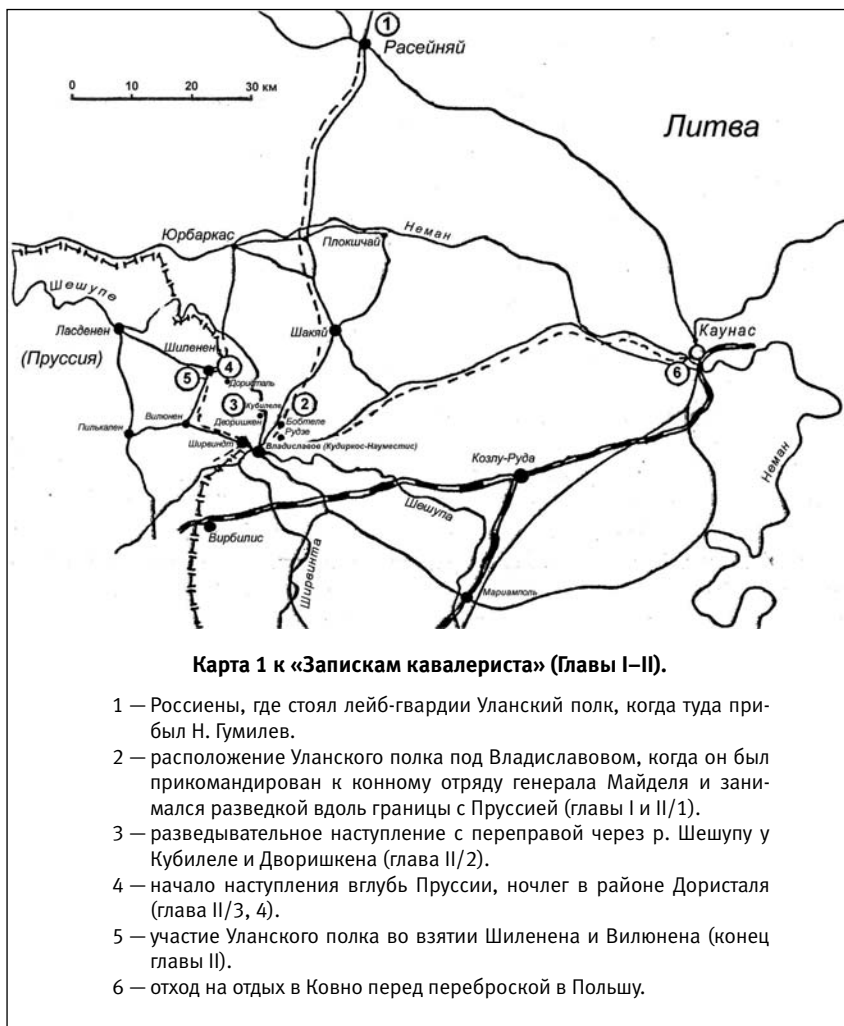 1
Расейняй
0 10 20 30 км
Литва
Юрбаркас
Неман
Плокшчай
Шешупе
Ласденен
Шиленен
Шакяй
Каунас
(Пруссия)
4
5
6
Дористаль
3
Кубилеле
2
Вилюнен
Дворишкен
Бобтеле
Пилькален
Рудзе
Ширвиндт
Владиславов (Кудиркос-Науместис)
Козлу-Руда
Неман
Шешупа
Вирбилис
Ширвинта
Мариамполь
Карта 1 к «Запискам кавалериста» (Главы I–II).
1 — Россиены, где стоял лейб-гвардии Уланский полк, когда туда при-
был Н. Гумилев.
2 — расположение Уланского полка под Владиславовом, когда он был
прикомандирован к конному отряду генерала Майделя и зани-
мался разведкой вдоль границы с Пруссией (главы I и II/1).
3 — разведывательное наступление с переправой через р. Шешупу у
Кубилеле и Дворишкена (глава II/2).
4 — начало наступления вглубь Пруссии, ночлег в районе Дористаля
(глава II/3, 4).
5 — участие Уланского полка во взятии Шиленена и Вилюнена (конец
главы II).
6 — отход на отдых в Ковно перед переброской в Польшу.